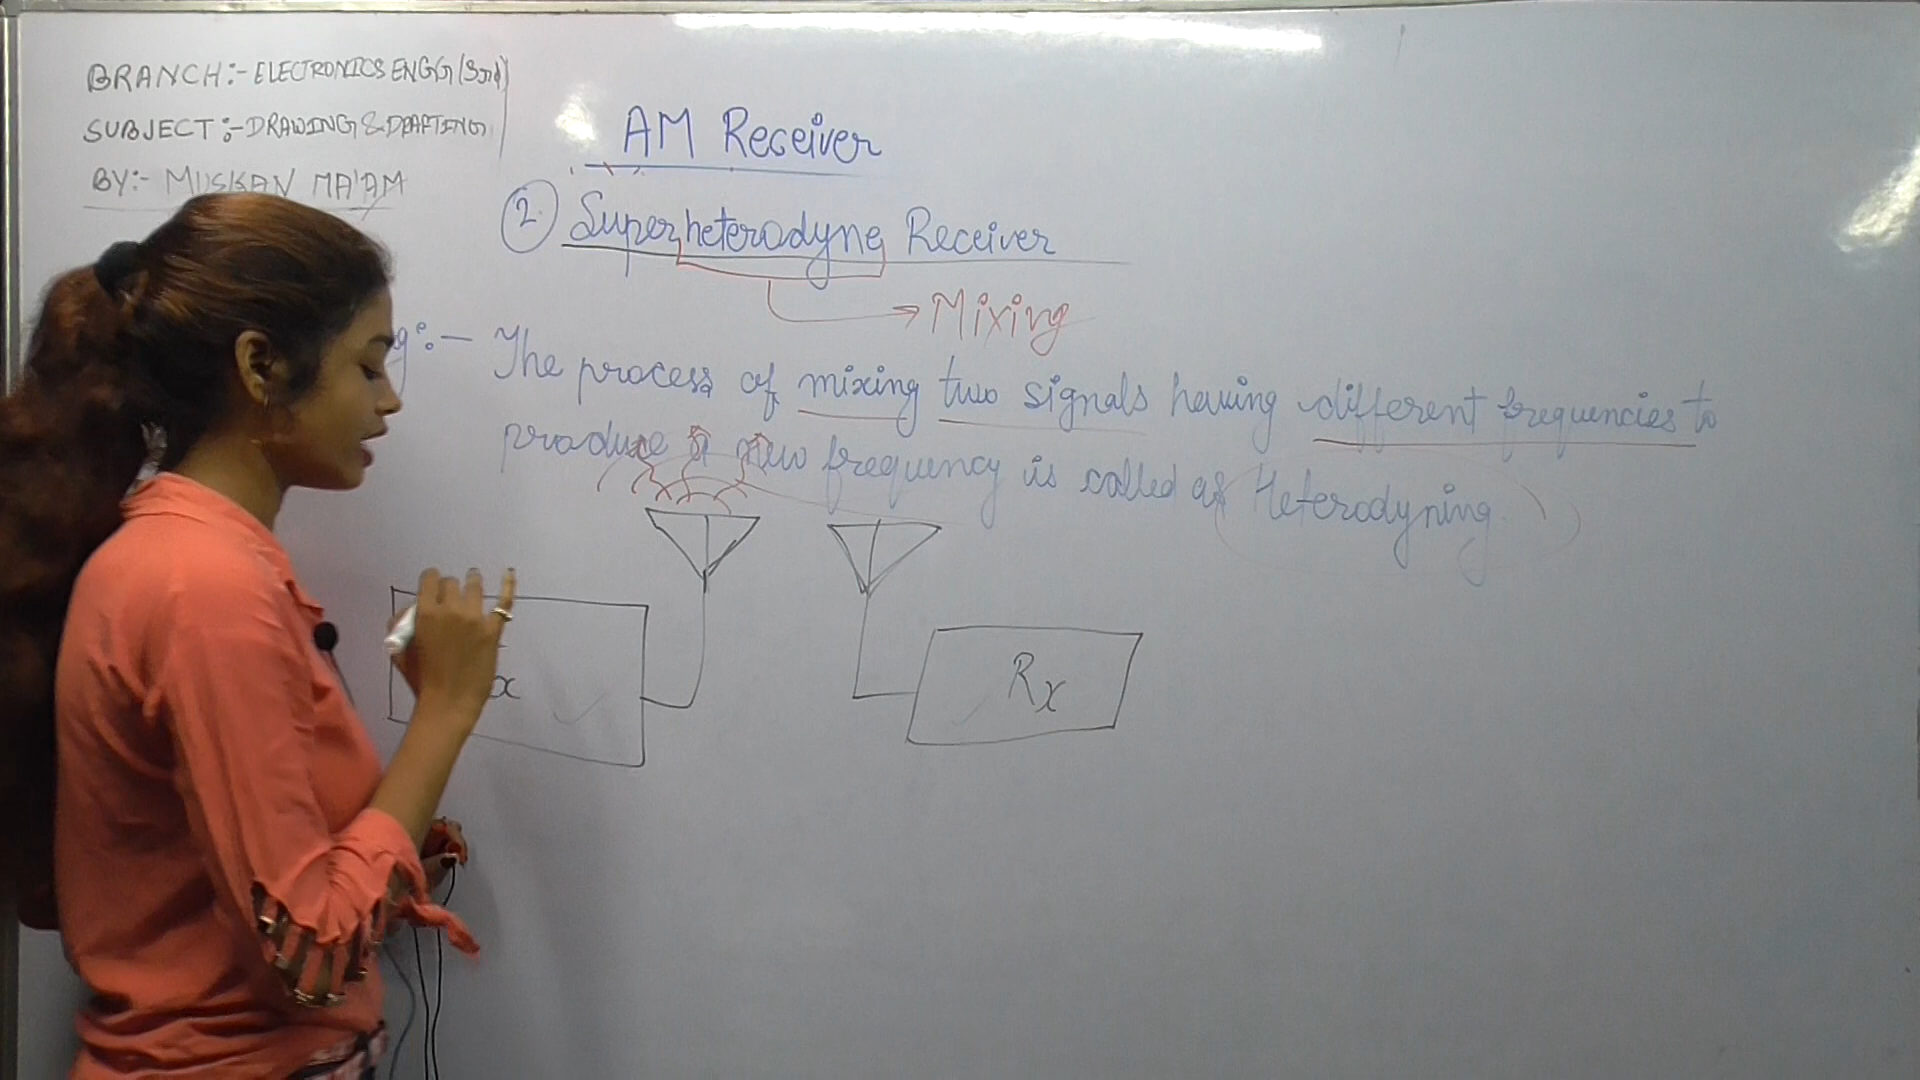 BRANCH:- ELECTRONICS ENGG (3rd)
SUBJECT:- DRAWING & DRAFTING
BY:- MUSKAN MA'AM
AM Receiver
2. Superheterodyne Receiver
→ Mixing
g:- The process of mixing two signals having different frequencies to
produce a new frequency is called as Heterodyning.
x
Rx